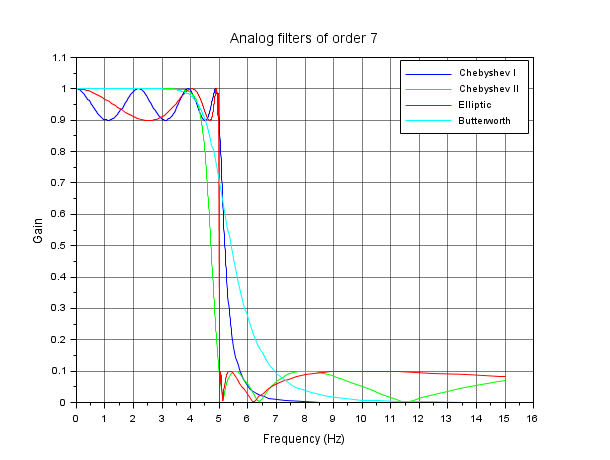 Analog filters of order 7
1.1
1
0.9
0.8
0.7
0.6
0.5
0.4
0.3
0.2
0.1
0
Gain
Chebyshev I
Chebyshev II
Elliptic
Butterworth
0 1 2 3 4 5 6 7 8 9 10 11 12 13 14 15 16
Frequency (Hz)